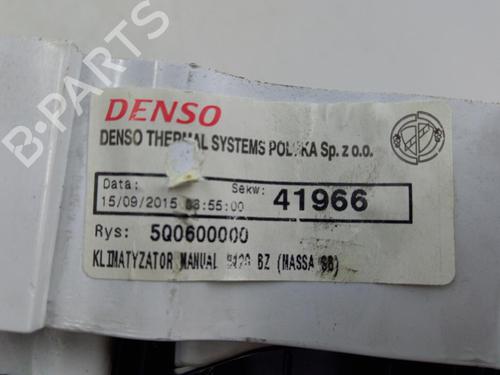 DENSO
DENSO THERMAL SYSTEMS POLSKA Sp. z o.o.
Data:
Sekw:
15/09/2015 :55:00
41966
Rys: 5Q0600000
KLIMATYZATOR MANUAL BZ (MASSA SB)
B-PARTS